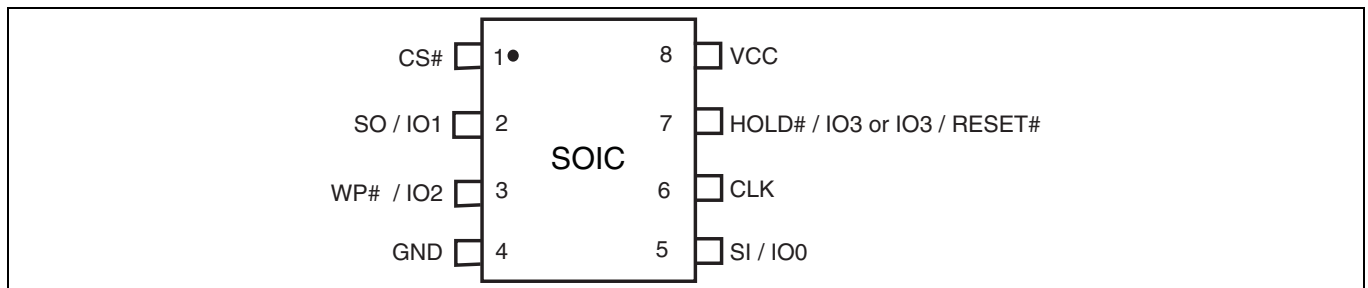 CS# 1 8 VCC
SO / IO1 2 7 HOLD# / IO3 or IO3 / RESET#
SOIC
WP# / IO2 3 6 CLK
GND 4 5 SI / IO0